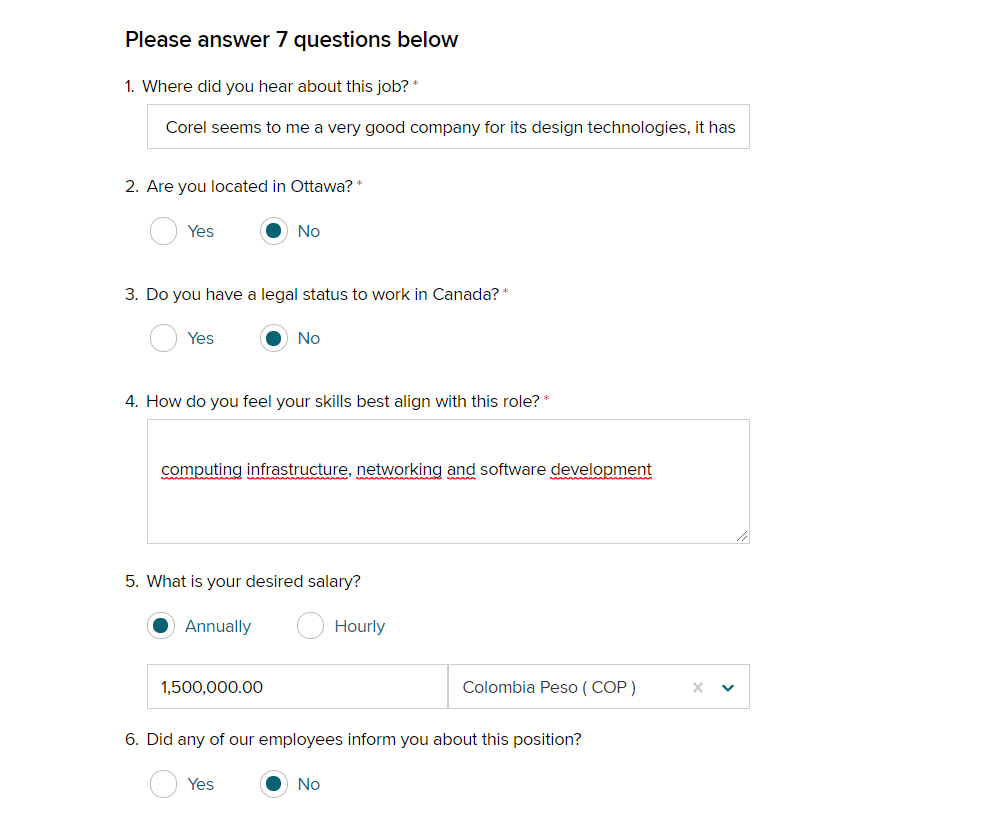 Please answer 7 questions below
1. Where did you hear about this job? *
Corel seems to me a very good company for its design technologies, it has
2. Are you located in Ottawa? *
Yes No
3. Do you have a legal status to work in Canada? *
Yes No
4. How do you feel your skills best align with this role? *
computing infrastructure, networking and software development
5. What is your desired salary?
Annually Hourly
1,500,000.00 Colombia Peso ( COP )
6. Did any of our employees inform you about this position?
Yes No